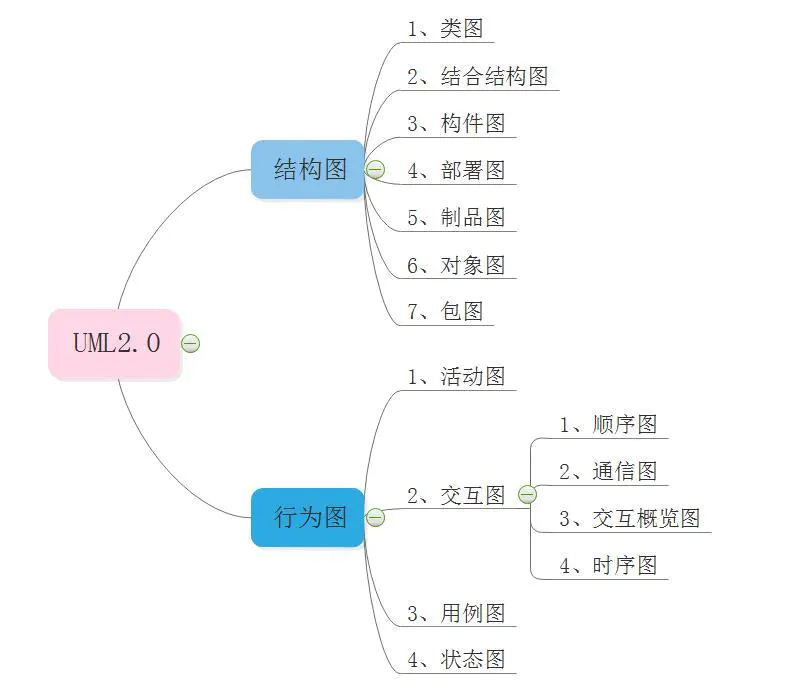 UML2.0
结构图
1、类图
2、结合结构图
3、构件图
4、部署图
5、制品图
6、对象图
7、包图
行为图
1、活动图
2、交互图
1、顺序图
2、通信图
3、交互概览图
4、时序图
3、用例图
4、状态图